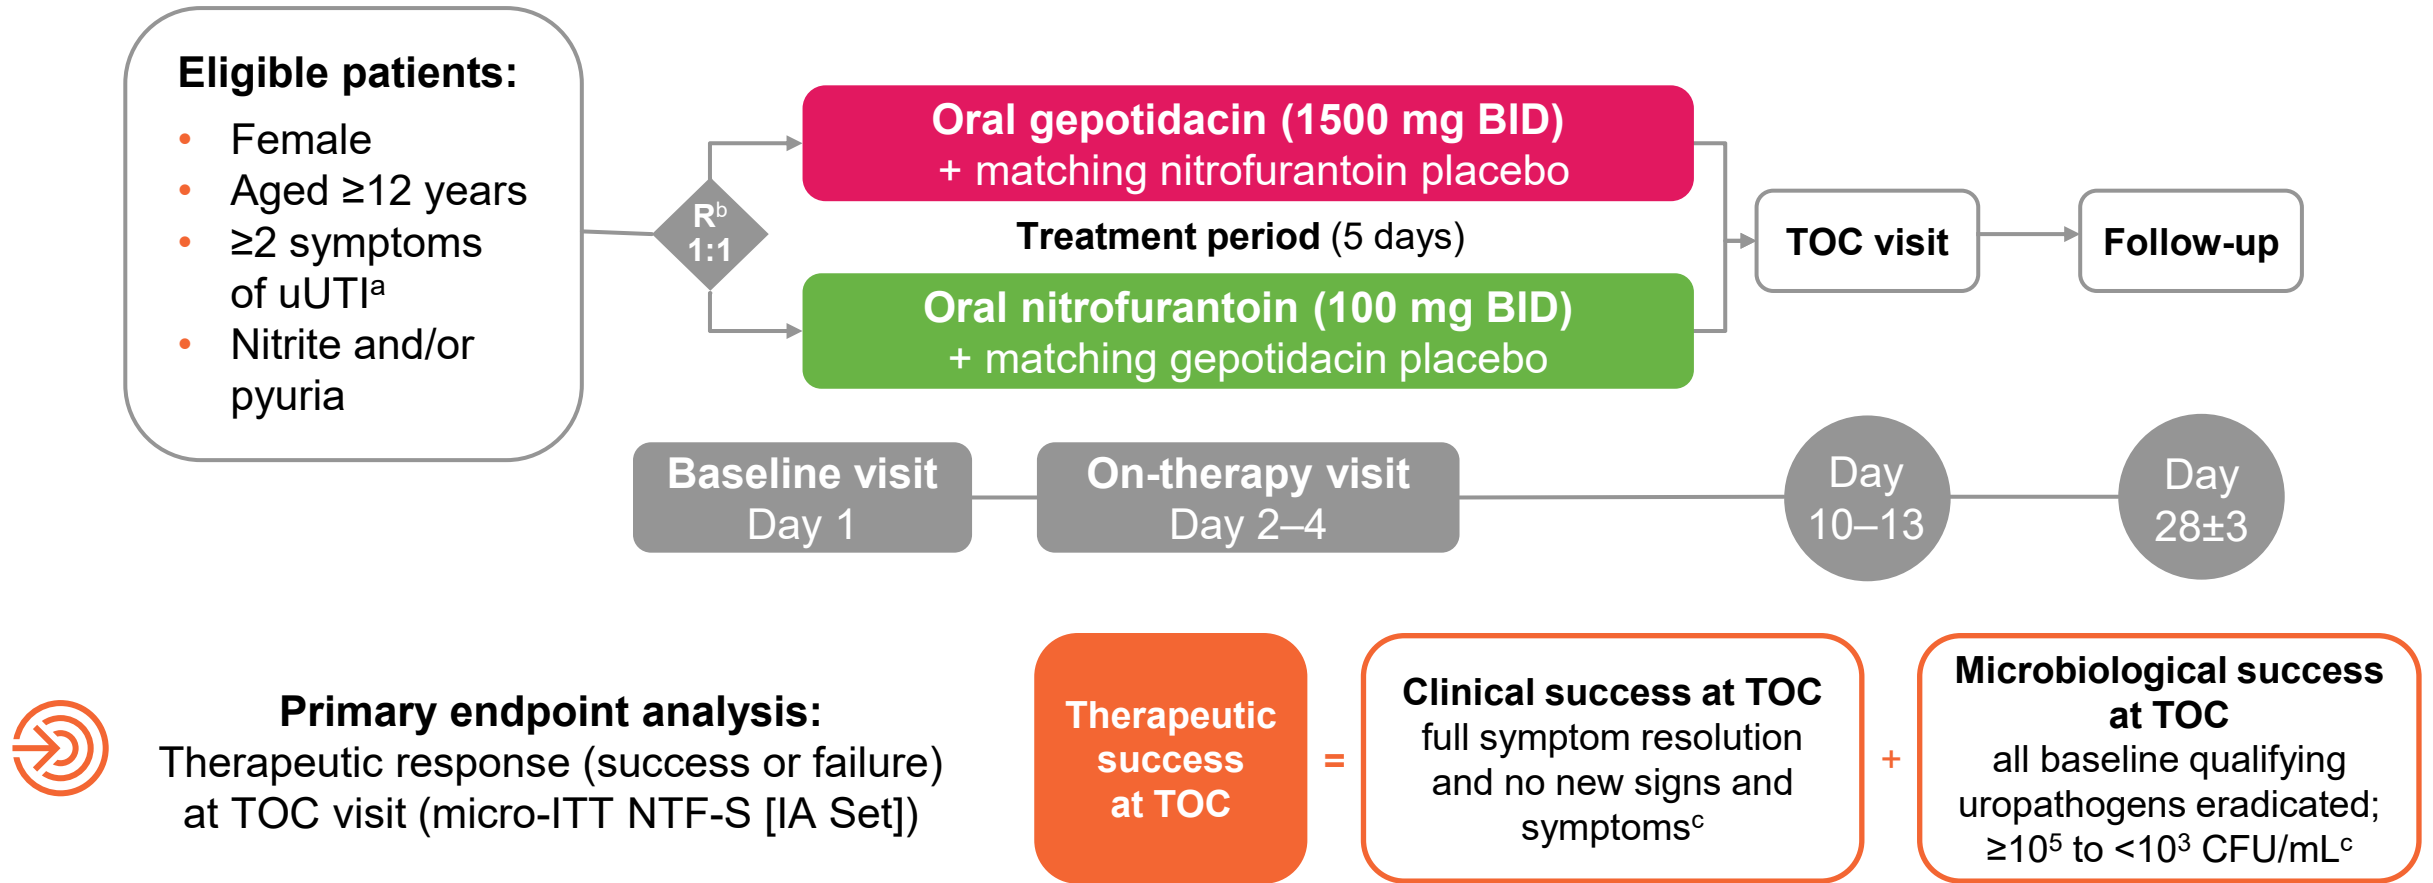 Eligible patients:
• Female
• Aged ≥12 years
• ≥2 symptoms
of uUTIᵃ
• Nitrite and/or
pyuria
Rᵇ
1:1
Oral gepotidacin (1500 mg BID)
+ matching nitrofurantoin placebo
Treatment period (5 days)
Oral nitrofurantoin (100 mg BID)
+ matching gepotidacin placebo
TOC visit
Follow-up
Baseline visit
Day 1
On-therapy visit
Day 2–4
Day
10–13
Day
28±3
Primary endpoint analysis:
Therapeutic response (success or failure)
at TOC visit (micro-ITT NTF-S [IA Set])
Therapeutic
success
at TOC
=
Clinical success at TOC
full symptom resolution
and no new signs and
symptomsᶜ
+
Microbiological success
at TOC
all baseline qualifying
uropathogens eradicated;
≥10⁵ to <10³ CFU/mLᶜ